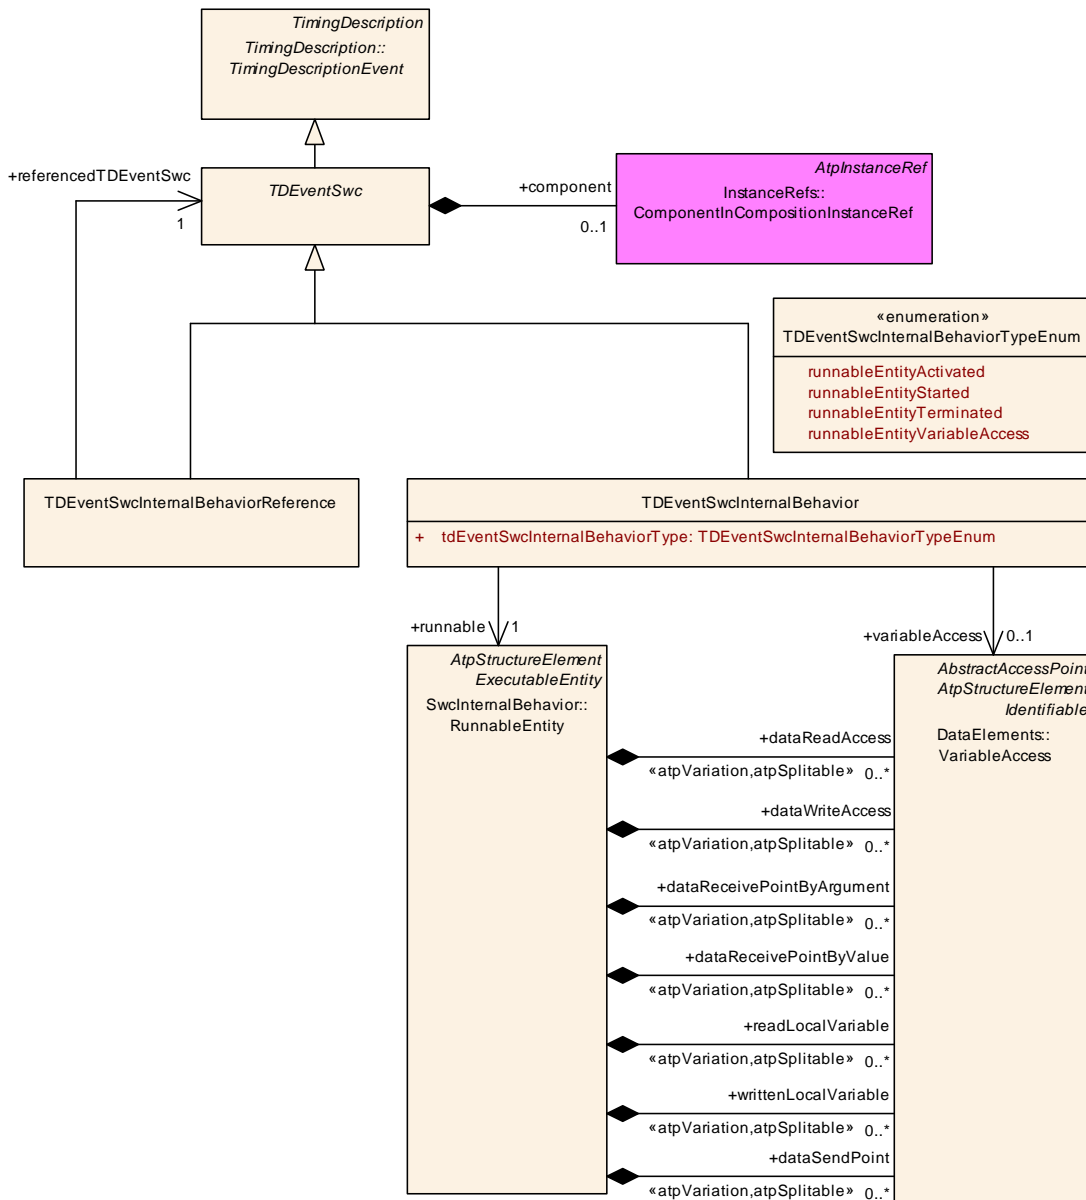 TimingDescription
TimingDescription::
TimingDescriptionEvent
+referencedTDEventSwc
1
TDEventSwc
+component
0..1
AtpInstanceRef
InstanceRefs::
ComponentInCompositionInstanceRef
«enumeration»
TDEventSwcInternalBehaviorTypeEnum
runnableEntityActivated
runnableEntityStarted
runnableEntityTerminated
runnableEntityVariableAccess
TDEventSwcInternalBehaviorReference
TDEventSwcInternalBehavior
+ tdEventSwcInternalBehaviorType: TDEventSwcInternalBehaviorTypeEnum
+runnable 1
+variableAccess 0..1
AtpStructureElement
ExecutableEntity
SwcInternalBehavior::
RunnableEntity
AbstractAccessPoint
AtpStructureElement
Identifiable
DataElements::
VariableAccess
+dataReadAccess
«atpVariation,atpSplitable» 0..*
+dataWriteAccess
«atpVariation,atpSplitable» 0..*
+dataReceivePointByArgument
«atpVariation,atpSplitable» 0..*
+dataReceivePointByValue
«atpVariation,atpSplitable» 0..*
+readLocalVariable
«atpVariation,atpSplitable» 0..*
+writtenLocalVariable
«atpVariation,atpSplitable» 0..*
+dataSendPoint
«atpVariation,atpSplitable» 0..*